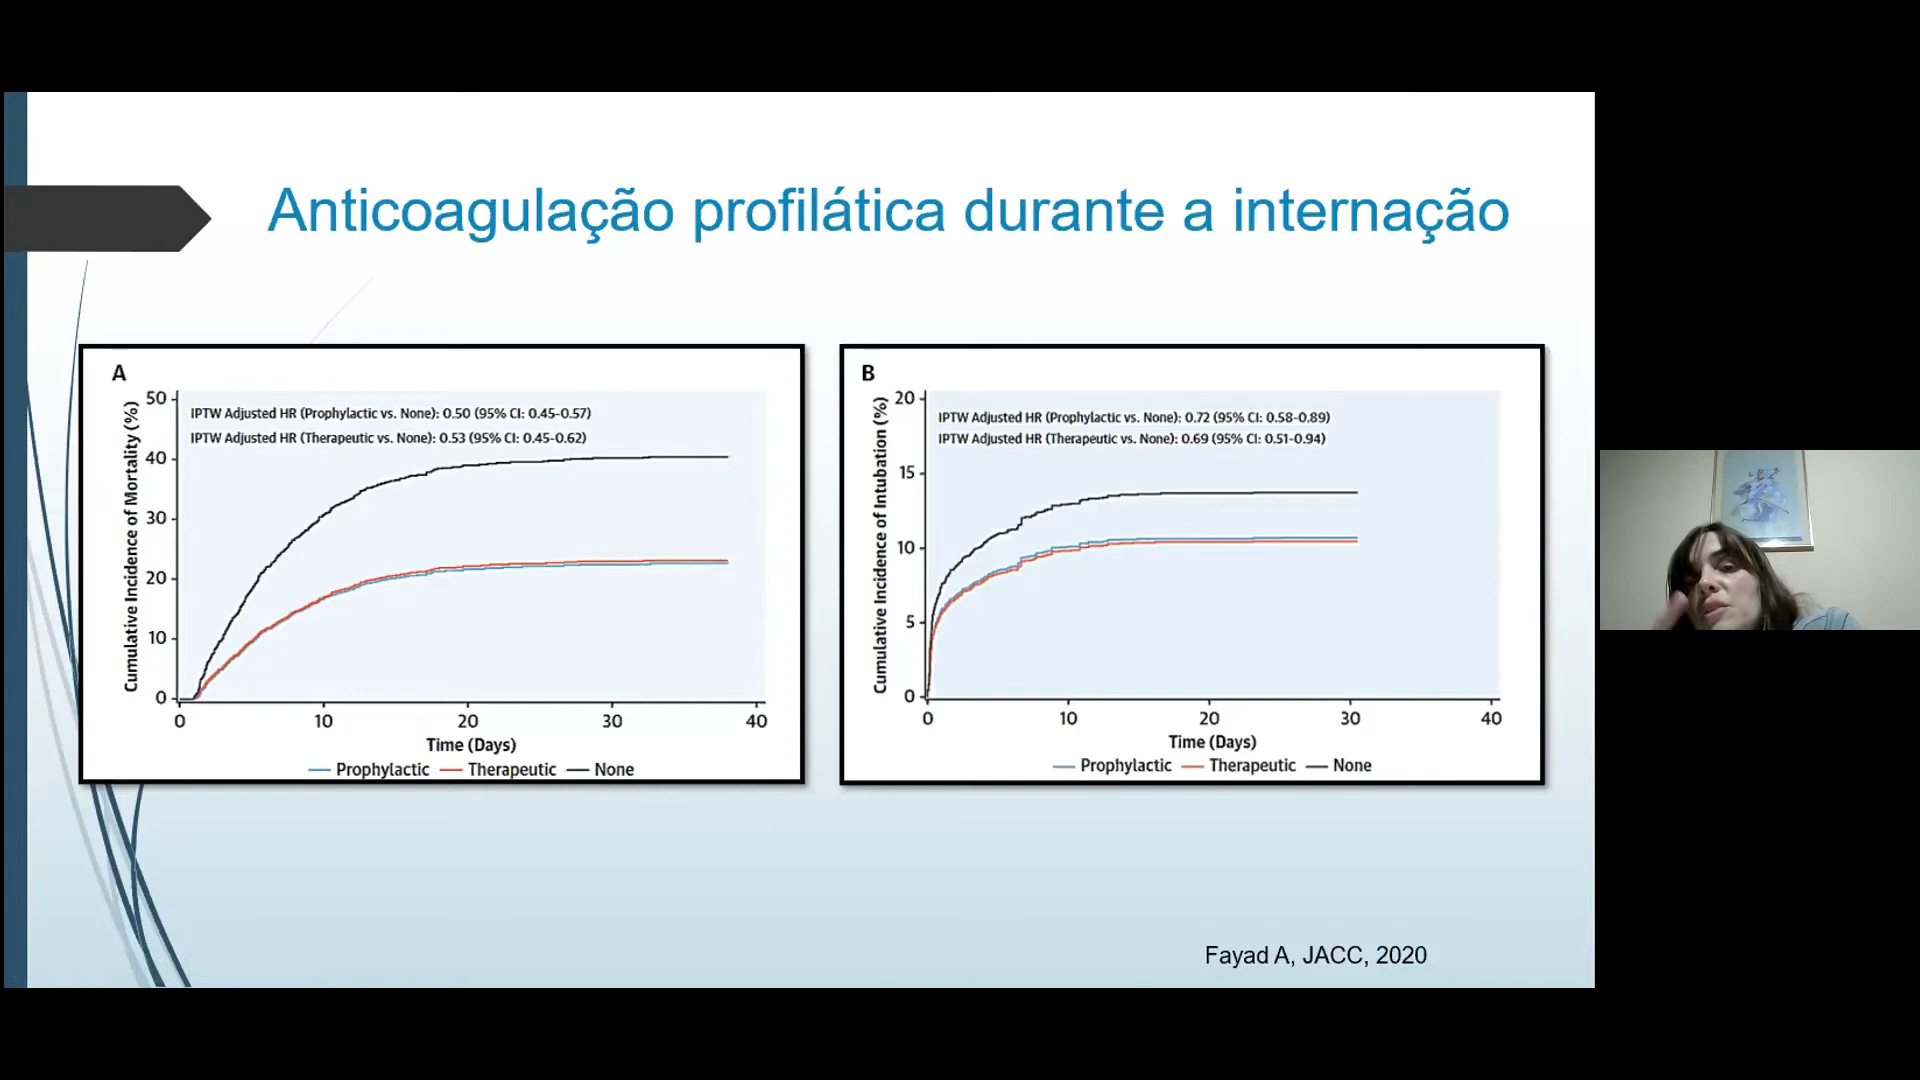 Anticoagulação profilática durante a internação
A
50
40
30
20
10
0
Cumulative Incidence of Mortality (%)
IPTW Adjusted HR (Prophylactic vs. None): 0.50 (95% CI: 0.45-0.57)
IPTW Adjusted HR (Therapeutic vs. None): 0.53 (95% CI: 0.45-0.62)
0 10 20 30 40
Time (Days)
Prophylactic Therapeutic None
B
20
15
10
5
0
Cumulative Incidence of Intubation (%)
IPTW Adjusted HR (Prophylactic vs. None): 0.72 (95% CI: 0.58-0.89)
IPTW Adjusted HR (Therapeutic vs. None): 0.69 (95% CI: 0.51-0.94)
0 10 20 30 40
Time (Days)
Prophylactic Therapeutic None
Fayad A, JACC, 2020